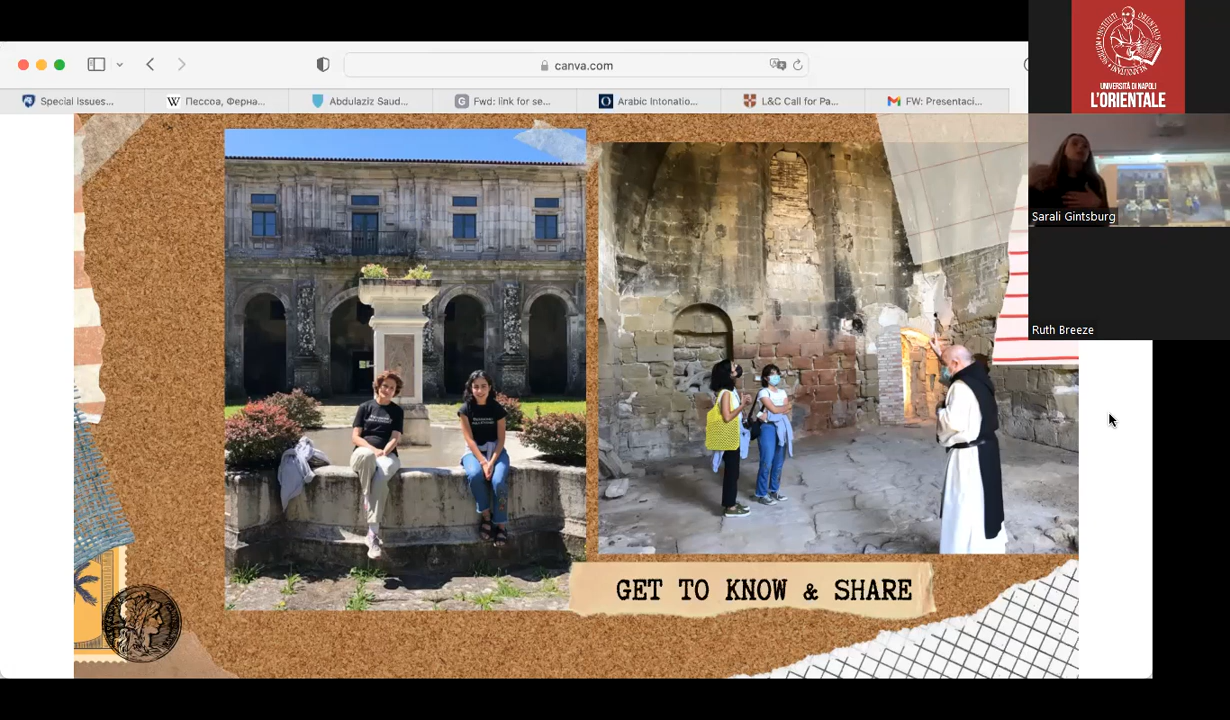 canva.com
Special Issues...
Пессоа, Ферна...
Abdulaziz Saud...
Fwd: link for se...
Arabic Intonatio...
L&C Call for Pa...
FW: Presentaci...
UNIVERSITÀ DI NAPOLI
L'ORIENTALE
Sarali Gintsburg
Ruth Breeze
GET TO KNOW & SHARE